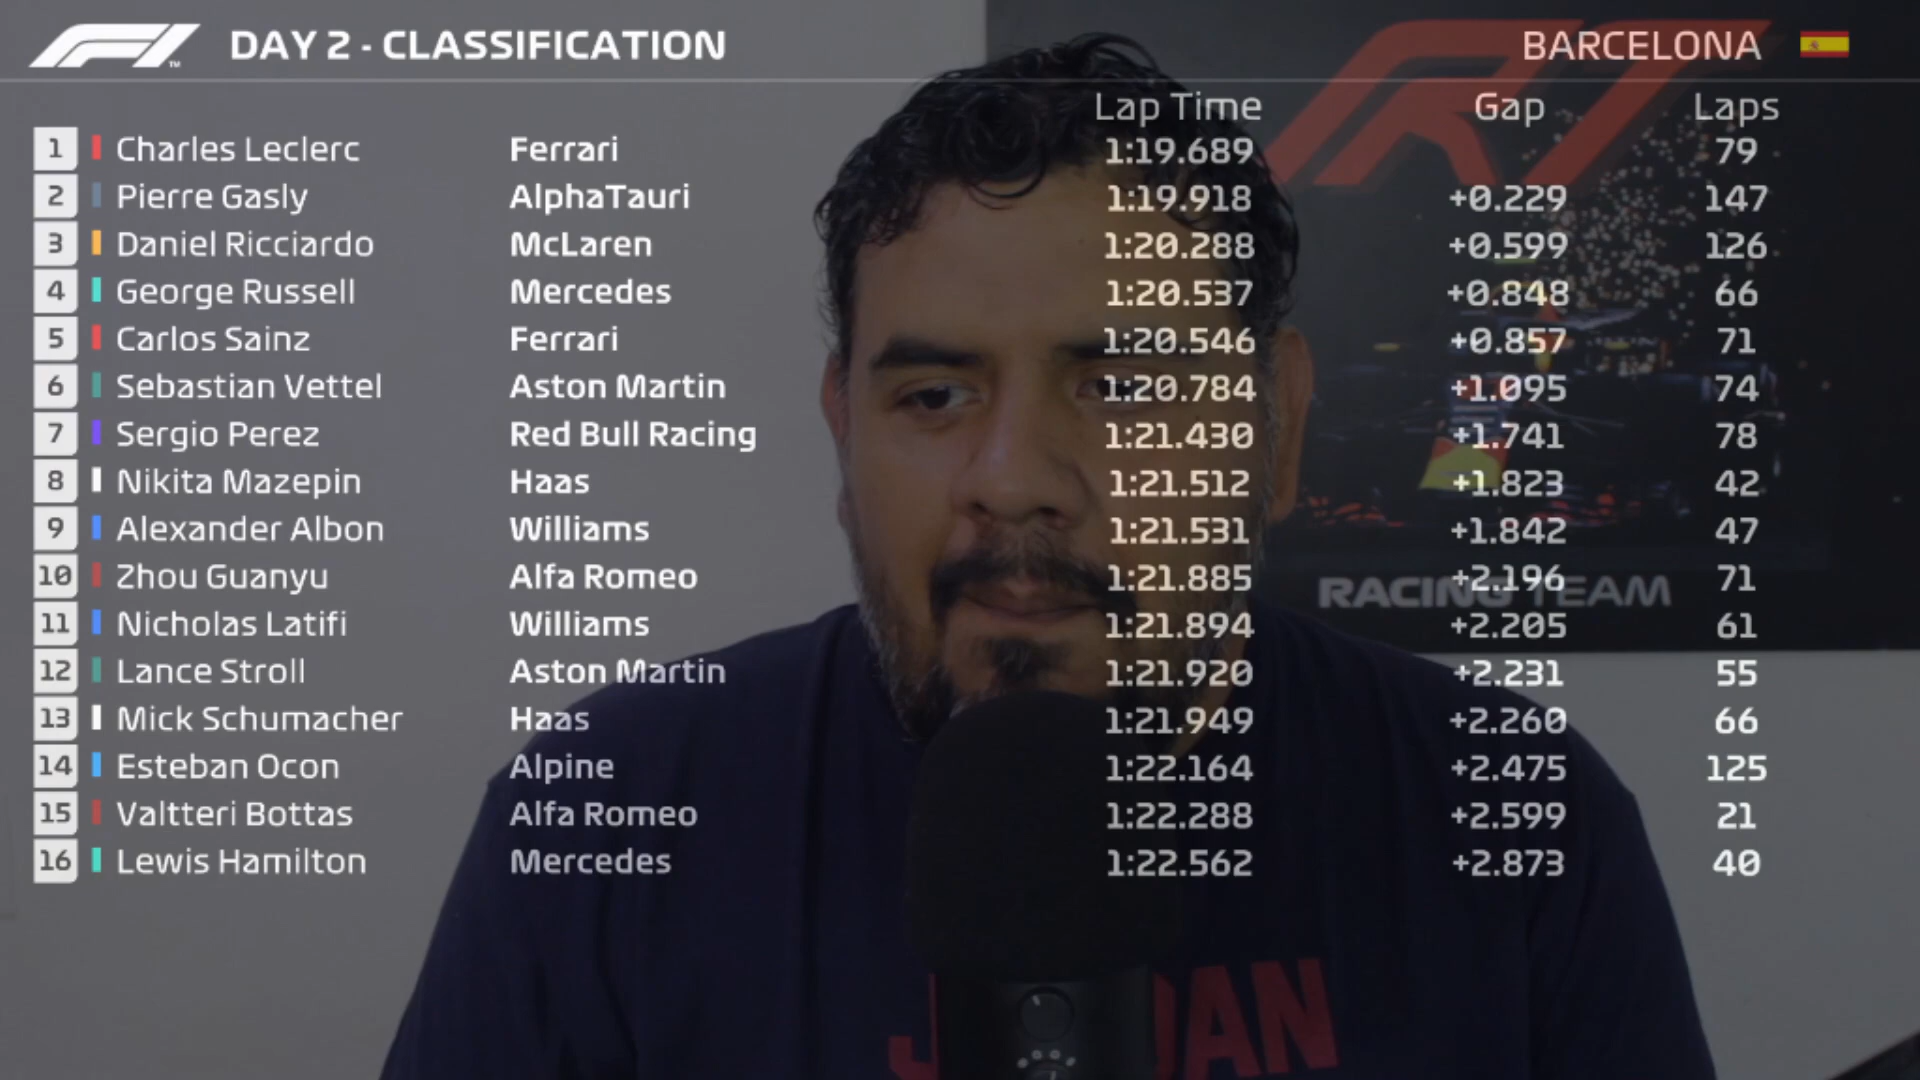 F1 DAY 2 - CLASSIFICATION BARCELONA
Lap Time Gap Laps
1 Charles Leclerc Ferrari 1:19.689 79
2 Pierre Gasly AlphaTauri 1:19.918 +0.229 147
3 Daniel Ricciardo McLaren 1:20.288 +0.599 126
4 George Russell Mercedes 1:20.537 +0.848 66
5 Carlos Sainz Ferrari 1:20.546 +0.857 71
6 Sebastian Vettel Aston Martin 1:20.784 +1.095 74
7 Sergio Perez Red Bull Racing 1:21.430 +1.741 78
8 Nikita Mazepin Haas 1:21.512 +1.823 42
9 Alexander Albon Williams 1:21.531 +1.842 47
10 Zhou Guanyu Alfa Romeo 1:21.885 +2.196 71
11 Nicholas Latifi Williams 1:21.894 +2.205 61
12 Lance Stroll Aston Martin 1:21.920 +2.231 55
13 Mick Schumacher Haas 1:21.949 +2.260 66
14 Esteban Ocon Alpine 1:22.164 +2.475 125
15 Valtteri Bottas Alfa Romeo 1:22.288 +2.599 21
16 Lewis Hamilton Mercedes 1:22.562 +2.873 40
RT
RACING TEAM